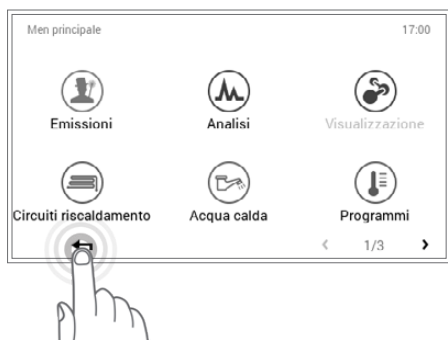 Men principale 17:00
Emissioni Analisi Visualizzazione
Circuiti riscaldamento Acqua calda Programmi
1/3